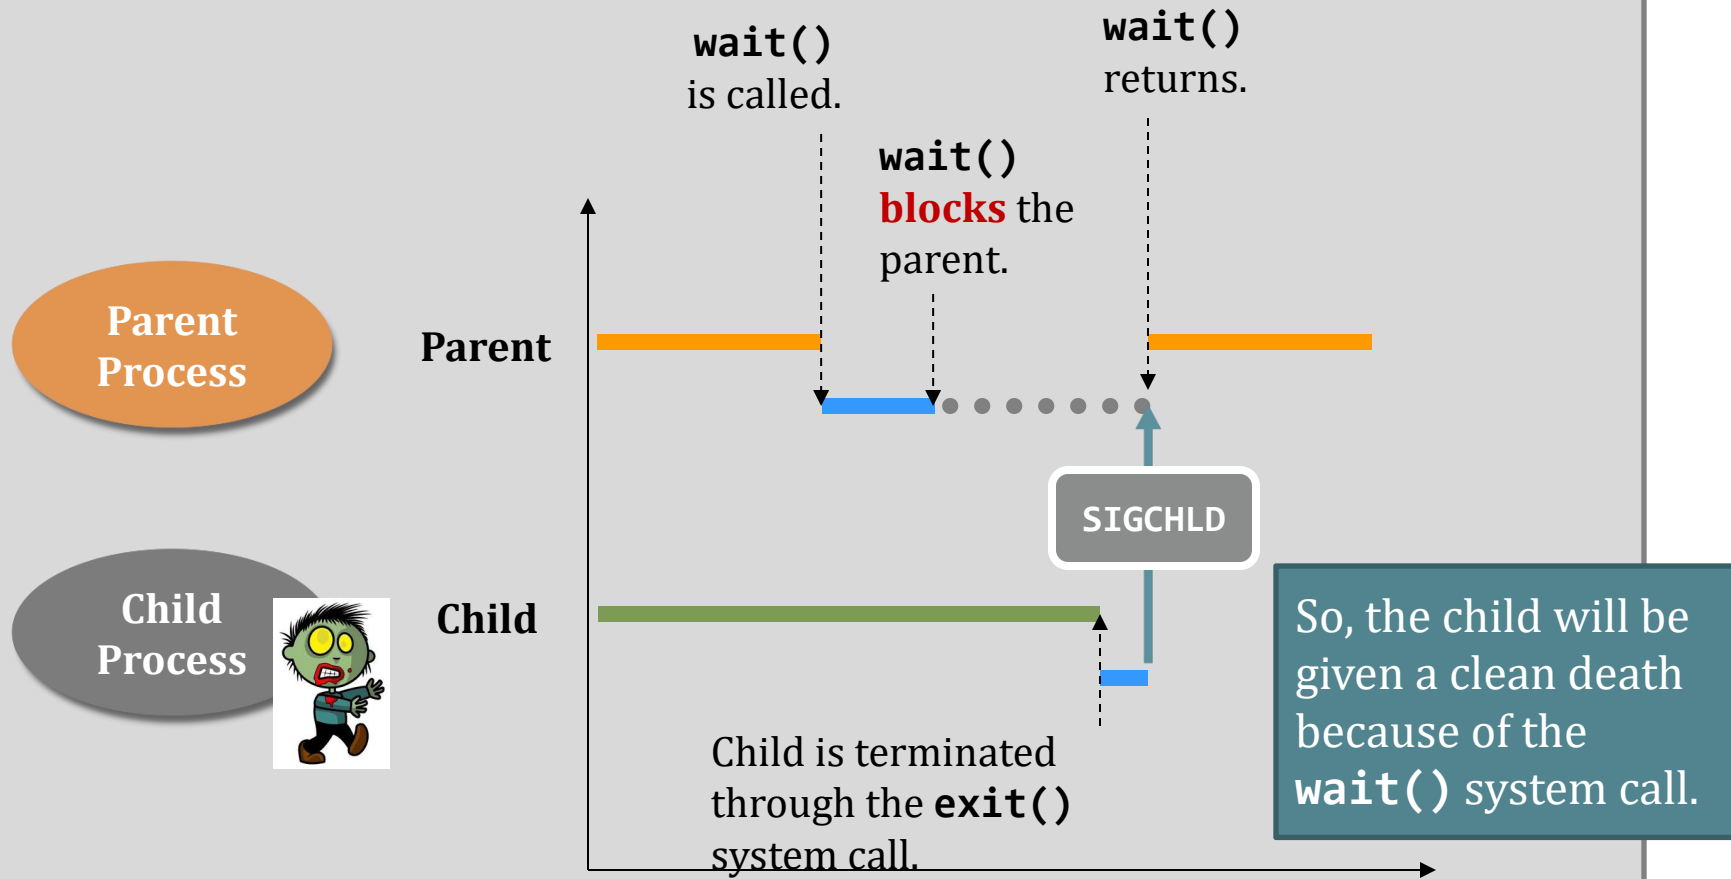 wait()
is called.
wait()
returns.
wait()
blocks the
parent.
Parent
Process
Parent
SIGCHLD
Child
Process
Child
So, the child will be
given a clean death
because of the
wait() system call.
Child is terminated
through the exit()
system call.